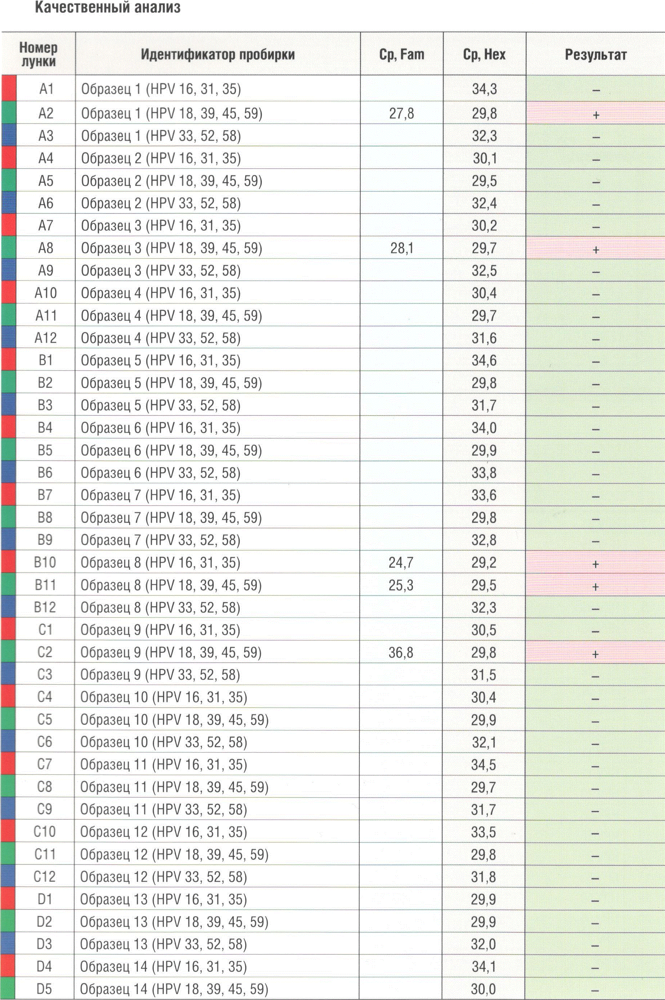 Качественный анализ
Номер лунки Идентификатор пробирки Cp, Fam Cp, Hex Результат
A1 Образец 1 (HPV 16, 31, 35) 34,3 –
A2 Образец 1 (HPV 18, 39, 45, 59) 27,8 29,8 +
A3 Образец 1 (HPV 33, 52, 58) 32,3 –
A4 Образец 2 (HPV 16, 31, 35) 30,1 –
A5 Образец 2 (HPV 18, 39, 45, 59) 29,5 –
A6 Образец 2 (HPV 33, 52, 58) 32,4 –
A7 Образец 3 (HPV 16, 31, 35) 30,2 –
A8 Образец 3 (HPV 18, 39, 45, 59) 28,1 29,7 +
A9 Образец 3 (HPV 33, 52, 58) 32,5 –
A10 Образец 4 (HPV 16, 31, 35) 30,4 –
A11 Образец 4 (HPV 18, 39, 45, 59) 29,7 –
A12 Образец 4 (HPV 33, 52, 58) 31,6 –
B1 Образец 5 (HPV 16, 31, 35) 34,6 –
B2 Образец 5 (HPV 18, 39, 45, 59) 29,8 –
B3 Образец 5 (HPV 33, 52, 58) 31,7 –
B4 Образец 6 (HPV 16, 31, 35) 34,0 –
B5 Образец 6 (HPV 18, 39, 45, 59) 29,9 –
B6 Образец 6 (HPV 33, 52, 58) 33,8 –
B7 Образец 7 (HPV 16, 31, 35) 33,6 –
B8 Образец 7 (HPV 18, 39, 45, 59) 29,8 –
B9 Образец 7 (HPV 33, 52, 58) 32,8 –
B10 Образец 8 (HPV 16, 31, 35) 24,7 29,2 +
B11 Образец 8 (HPV 18, 39, 45, 59) 25,3 29,5 +
B12 Образец 8 (HPV 33, 52, 58) 32,3 –
C1 Образец 9 (HPV 16, 31, 35) 30,5 –
C2 Образец 9 (HPV 18, 39, 45, 59) 36,8 29,8 +
C3 Образец 9 (HPV 33, 52, 58) 31,5 –
C4 Образец 10 (HPV 16, 31, 35) 30,4 –
C5 Образец 10 (HPV 18, 39, 45, 59) 29,9 –
C6 Образец 10 (HPV 33, 52, 58) 32,1 –
C7 Образец 11 (HPV 16, 31, 35) 34,5 –
C8 Образец 11 (HPV 18, 39, 45, 59) 29,7 –
C9 Образец 11 (HPV 33, 52, 58) 31,7 –
C10 Образец 12 (HPV 16, 31, 35) 33,5 –
C11 Образец 12 (HPV 18, 39, 45, 59) 29,8 –
C12 Образец 12 (HPV 33, 52, 58) 31,8 –
D1 Образец 13 (HPV 16, 31, 35) 29,9 –
D2 Образец 13 (HPV 18, 39, 45, 59) 29,9 –
D3 Образец 13 (HPV 33, 52, 58) 32,0 –
D4 Образец 14 (HPV 16, 31, 35) 34,1 –
D5 Образец 14 (HPV 18, 39, 45, 59) 30,0 –